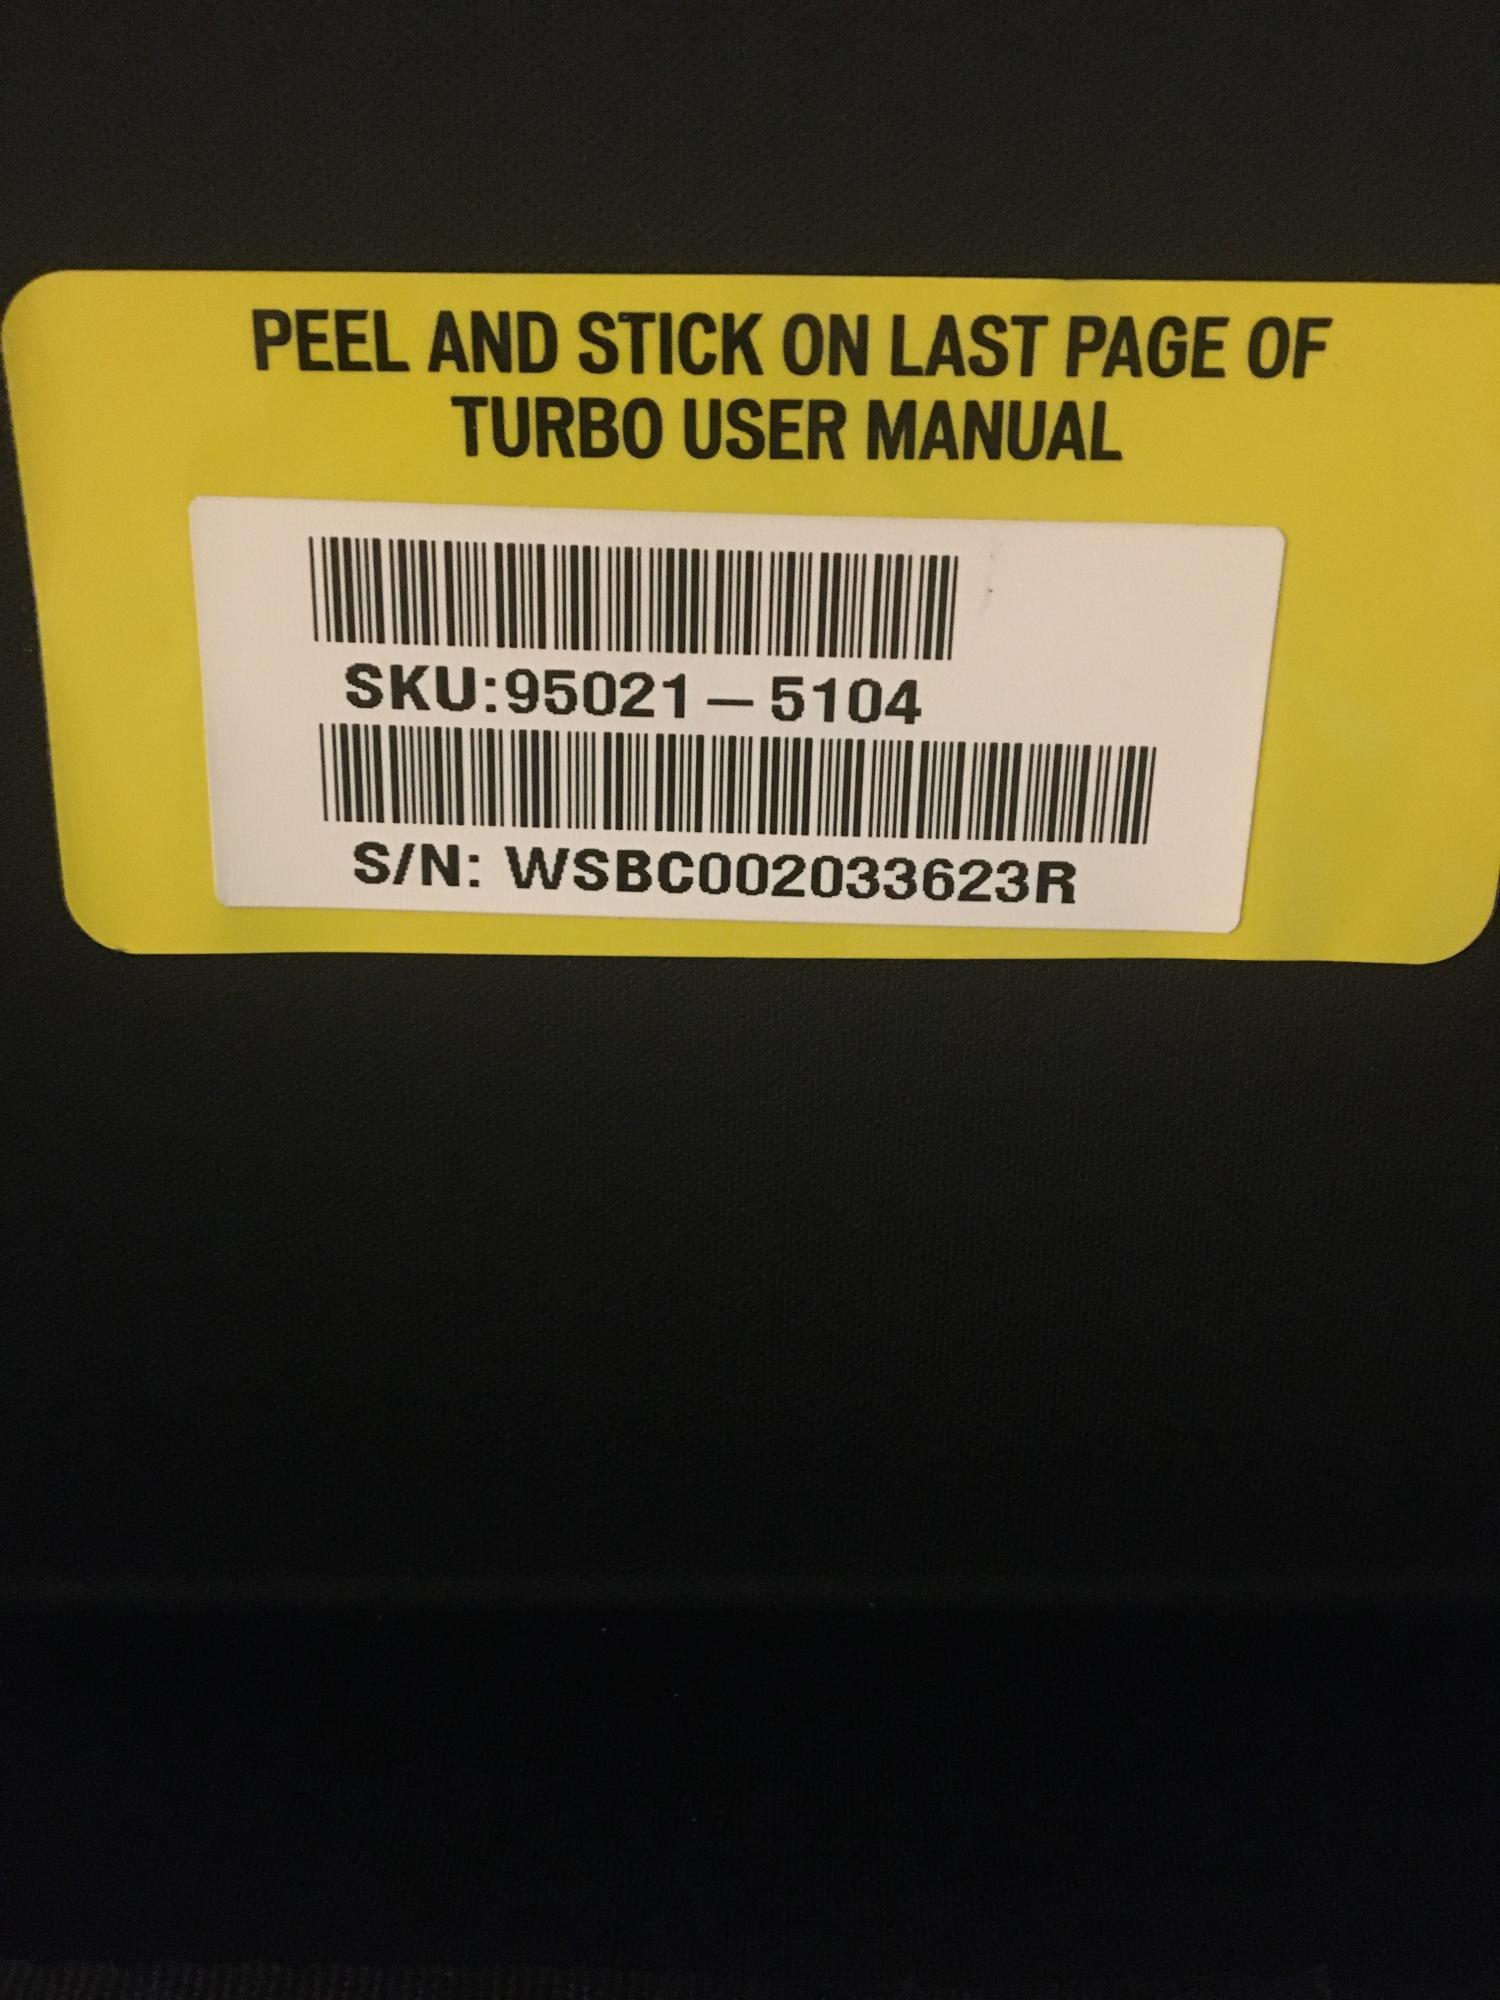 PEEL AND STICK ON LAST PAGE OF
TURBO USER MANUAL
SKU:95021-5104
S/N: WSBC002033623R